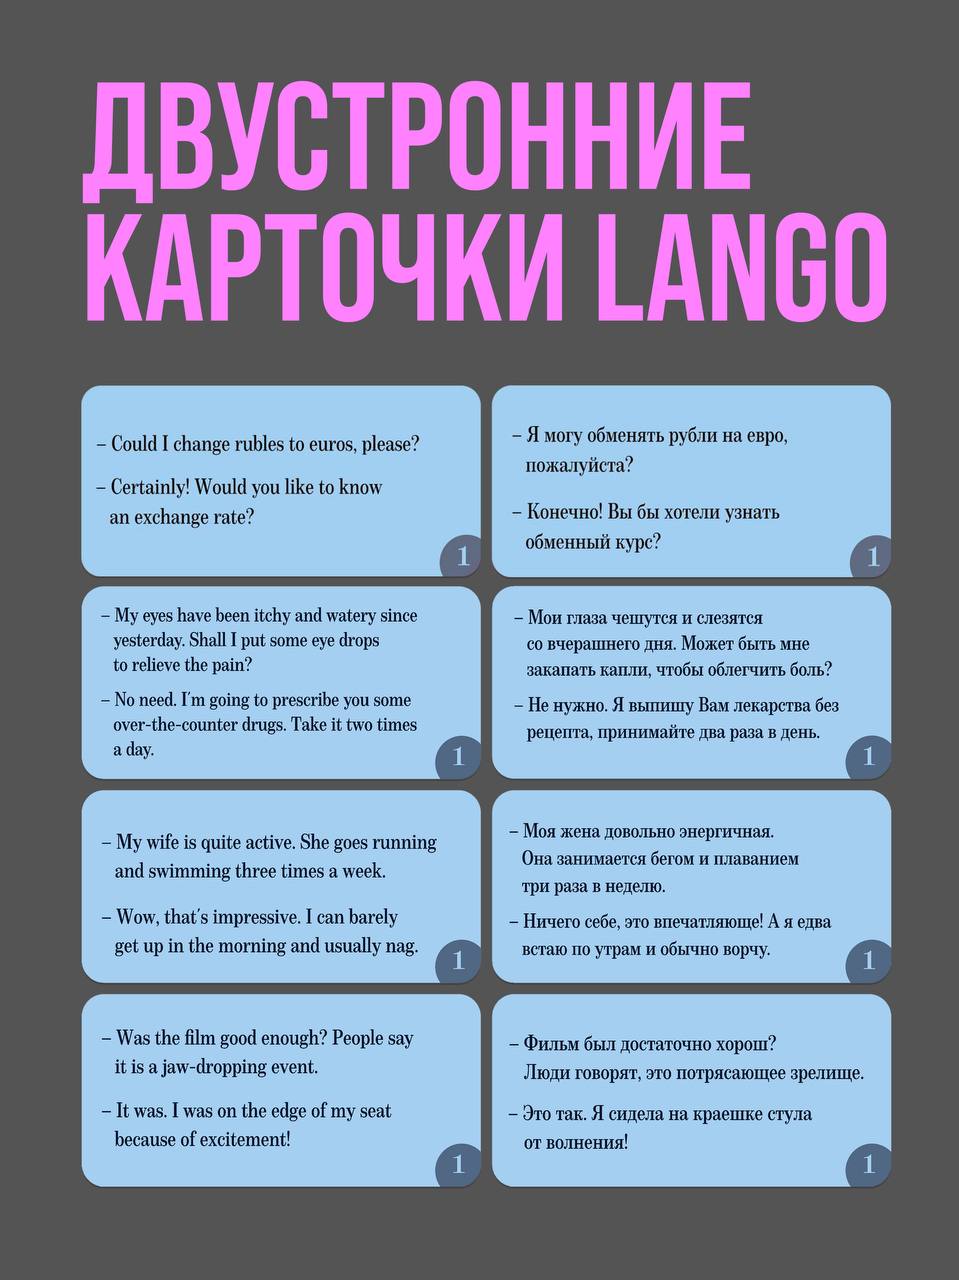 ДВУСТРОННИЕ
КАРТОЧКИ LANGO
– Could I change rubles to euros, please?
– Certainly! Would you like to know
an exchange rate?
1
– Я могу обменять рубли на евро,
пожалуйста?
– Конечно! Вы бы хотели узнать
обменный курс?
1
– My eyes have been itchy and watery since
yesterday. Shall I put some eye drops
to relieve the pain?
– No need. I'm going to prescribe you some
over-the-counter drugs. Take it two times
a day.
1
– Мои глаза чешутся и слезятся
со вчерашнего дня. Может быть мне
закапать капли, чтобы облегчить боль?
– Не нужно. Я выпишу Вам лекарства без
рецепта, принимайте два раза в день.
1
– My wife is quite active. She goes running
and swimming three times a week.
– Wow, that's impressive. I can barely
get up in the morning and usually nag.
1
– Моя жена довольно энергичная.
Она занимается бегом и плаванием
три раза в неделю.
– Ничего себе, это впечатляюще! А я едва
встаю по утрам и обычно ворчу.
1
– Was the film good enough? People say
it is a jaw-dropping event.
– It was. I was on the edge of my seat
because of excitement!
1
– Фильм был достаточно хорош?
Люди говорят, это потрясающее зрелище.
– Это так. Я сидела на краешке стула
от волнения!
1